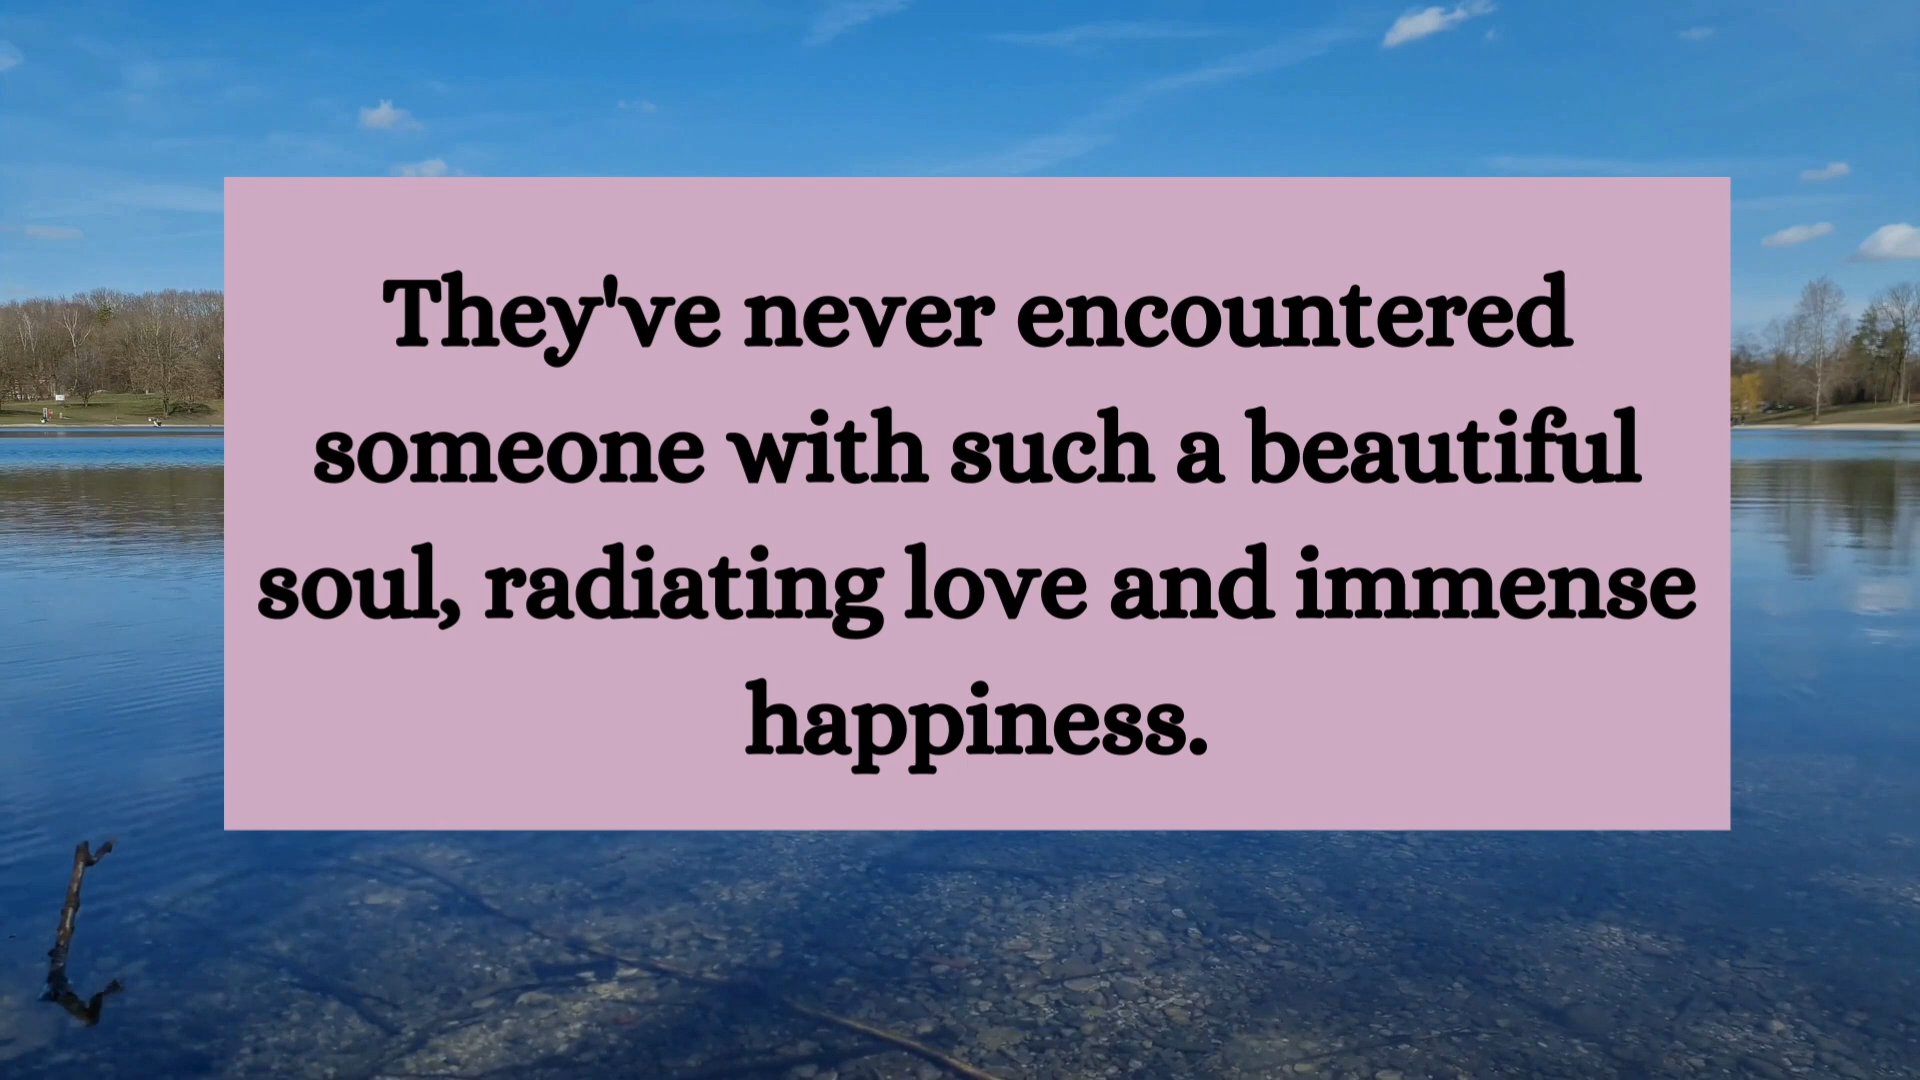 They've never encountered
someone with such a beautiful
soul, radiating love and immense
happiness.